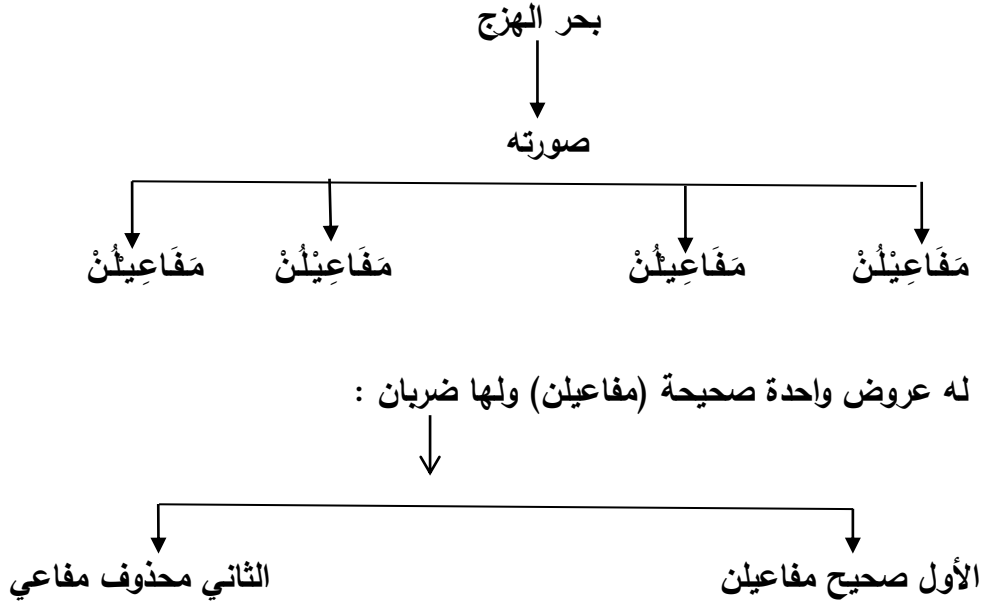 بحر الهزج
صورته
مَفَاعِيْلُنْ مَفَاعِيْلُنْ مَفَاعِيْلُنْ مَفَاعِيْلُنْ
له عروض واحدة صحيحة (مفاعيلن) ولها ضربان :
الأول صحيح مفاعيلن الثاني محذوف مفاعي